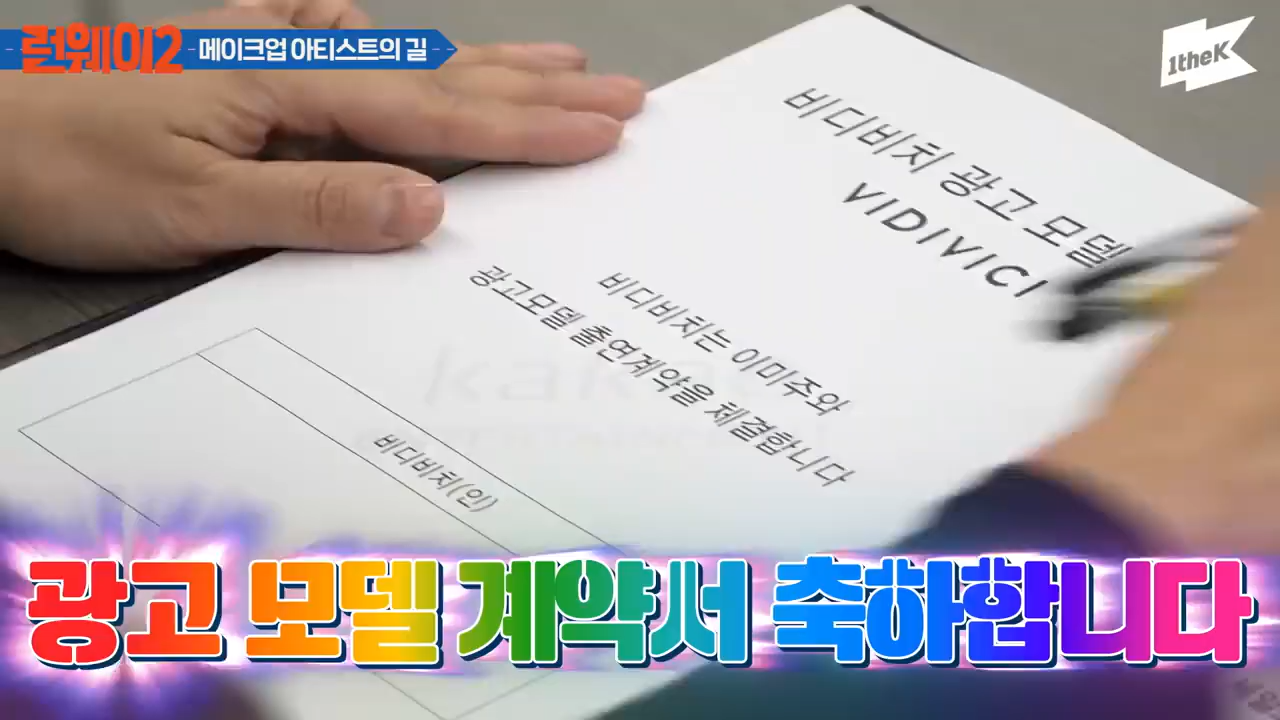 런웨이2 메이크업 아티스트의 길
1theK
비디비치 광고 모델
VIDIVICI
비디비치는 이미주와
광고모델 출연계약을 체결합니다
비디비치(인)
광고 모델 계약서 축하합니다